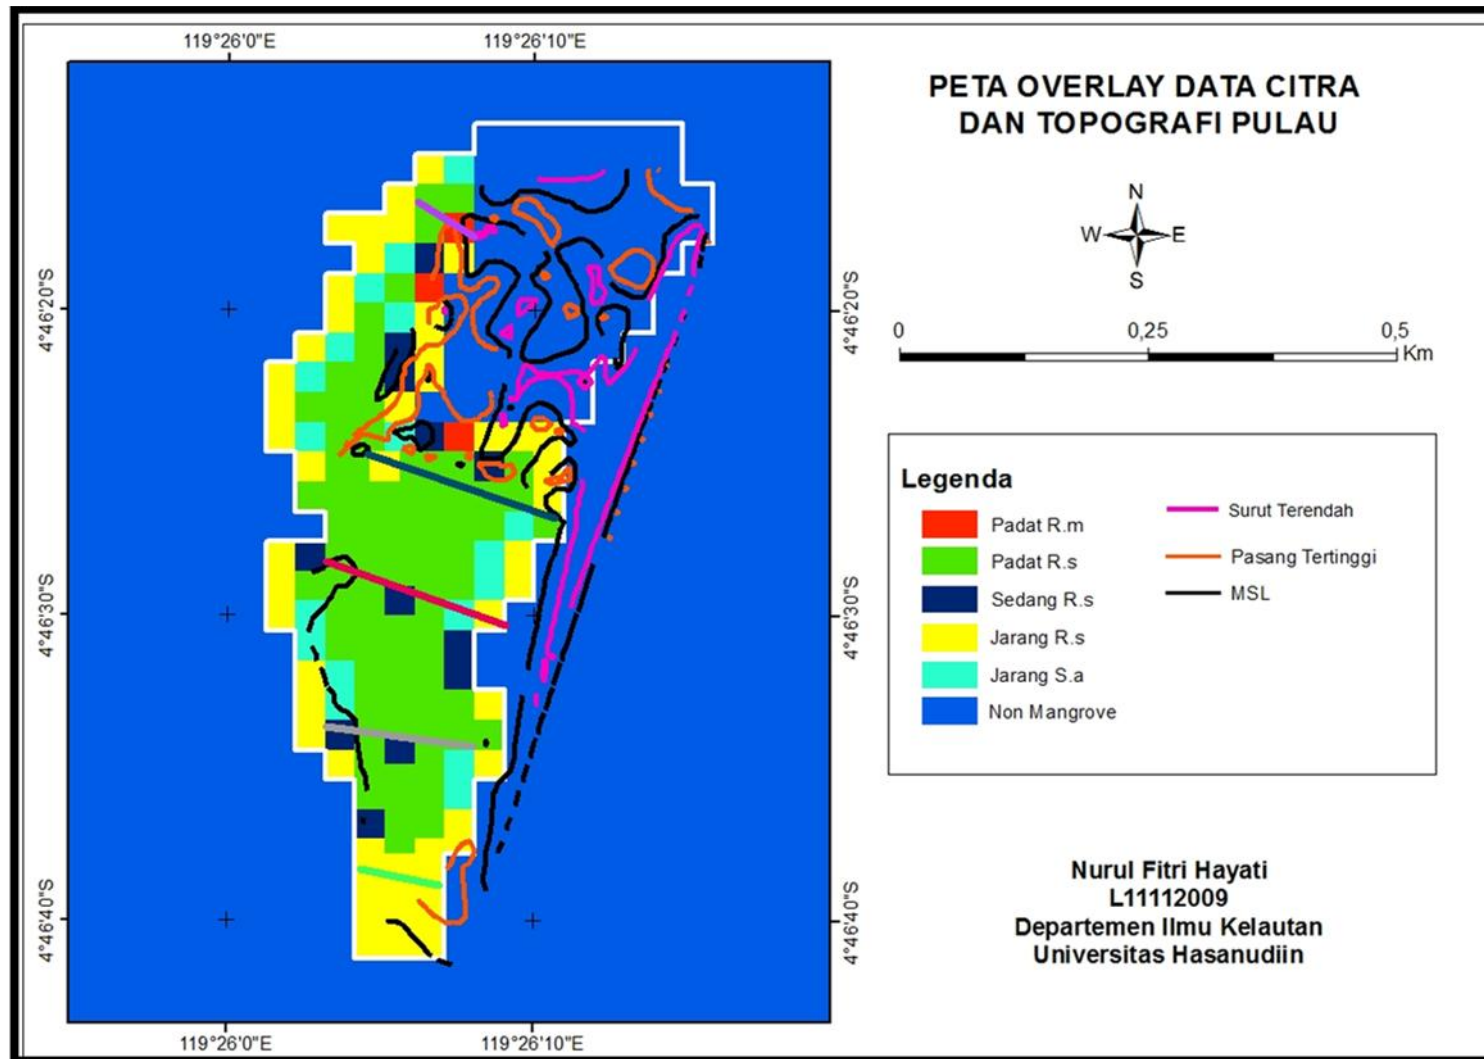 119°26'0"E
119°26'10"E
4°46'20"S
4°46'30"S
4°46'40"S
4°46'20"S
4°46'30"S
4°46'40"S
119°26'0"E
119°26'10"E
PETA OVERLAY DATA CITRA
DAN TOPOGRAFI PULAU
N
W
E
S
0
0,25
0,5
Km
Legenda
Padat R.m
Padat R.s
Sedang R.s
Jarang R.s
Jarang S.a
Non Mangrove
Surut Terendah
Pasang Tertinggi
MSL
Nurul Fitri Hayati
L11112009
Departemen Ilmu Kelautan
Universitas Hasanudiin